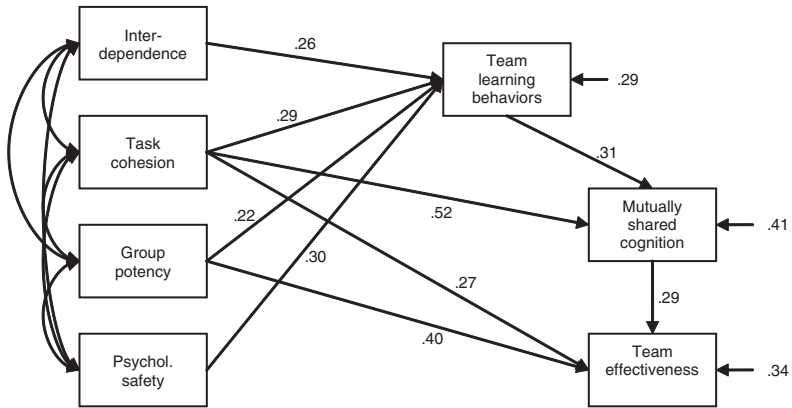 Inter-
dependence
.26
Team
learning
behaviors
.29
Task
cohesion
.29
.31
.52
Mutually
shared
cognition
.41
Group
potency
.22
.30
.27
.29
.40
Psychol.
safety
Team
effectiveness
.34